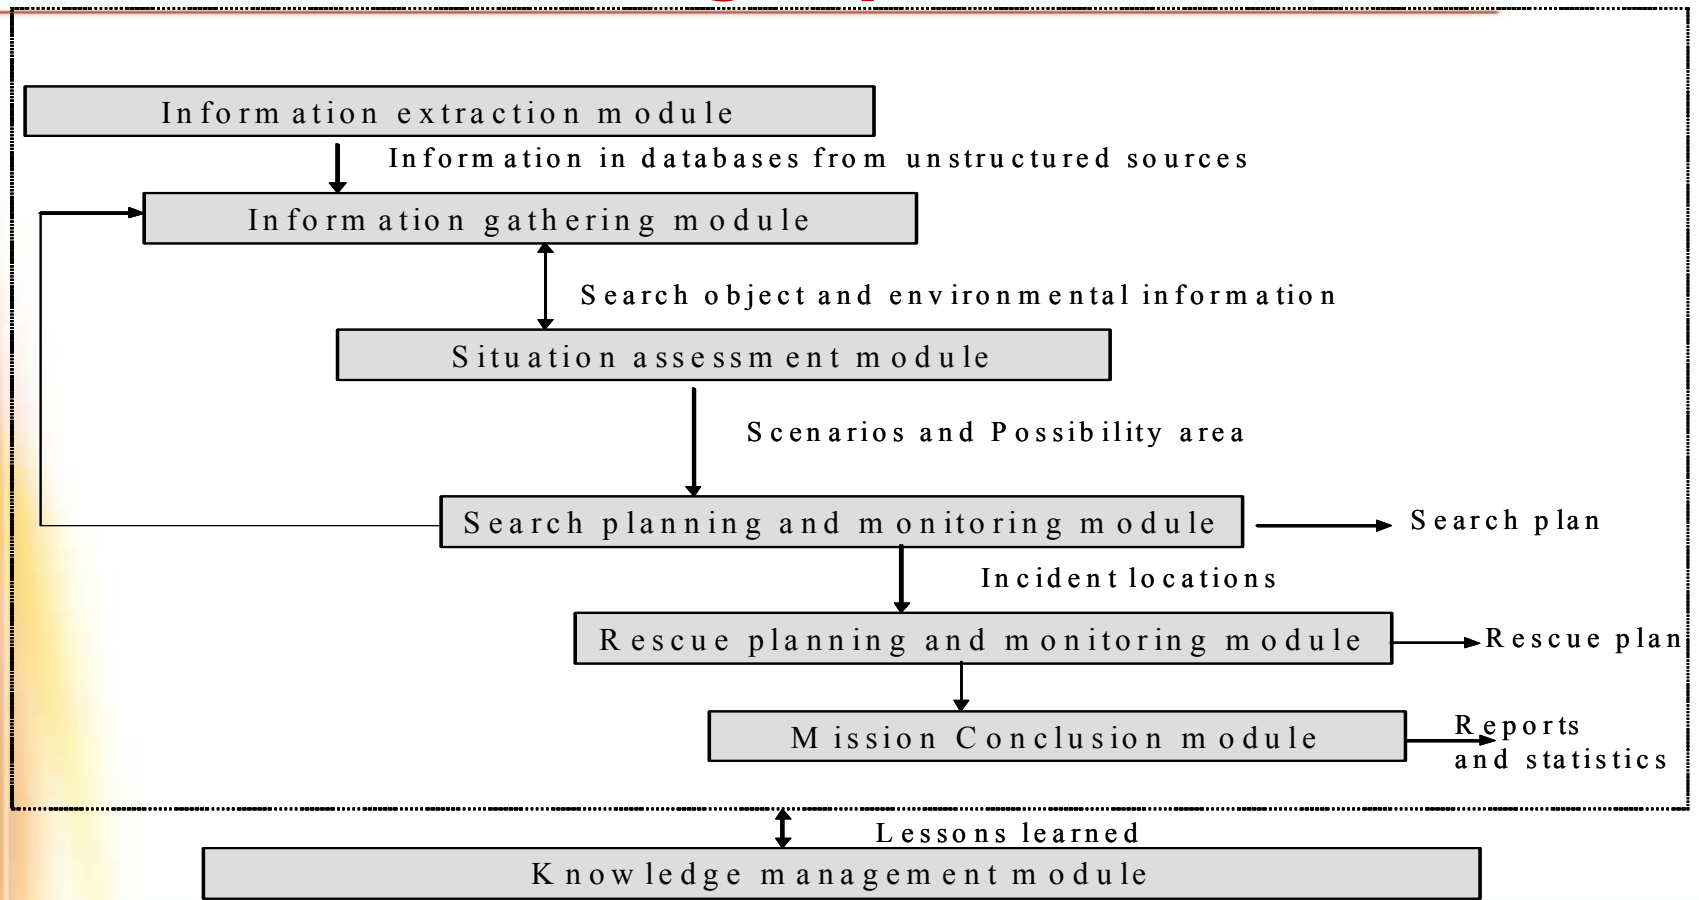 Information extraction module
Information in databases from unstructured sources
Information gathering module
Search object and environmental information
Situation assessment module
Scenarios and Possibility area
Search planning and monitoring module
Search plan
Incident locations
Rescue planning and monitoring module
Rescue plan
Mission Conclusion module
Reports
and statistics
Lessons learned
Knowledge management module